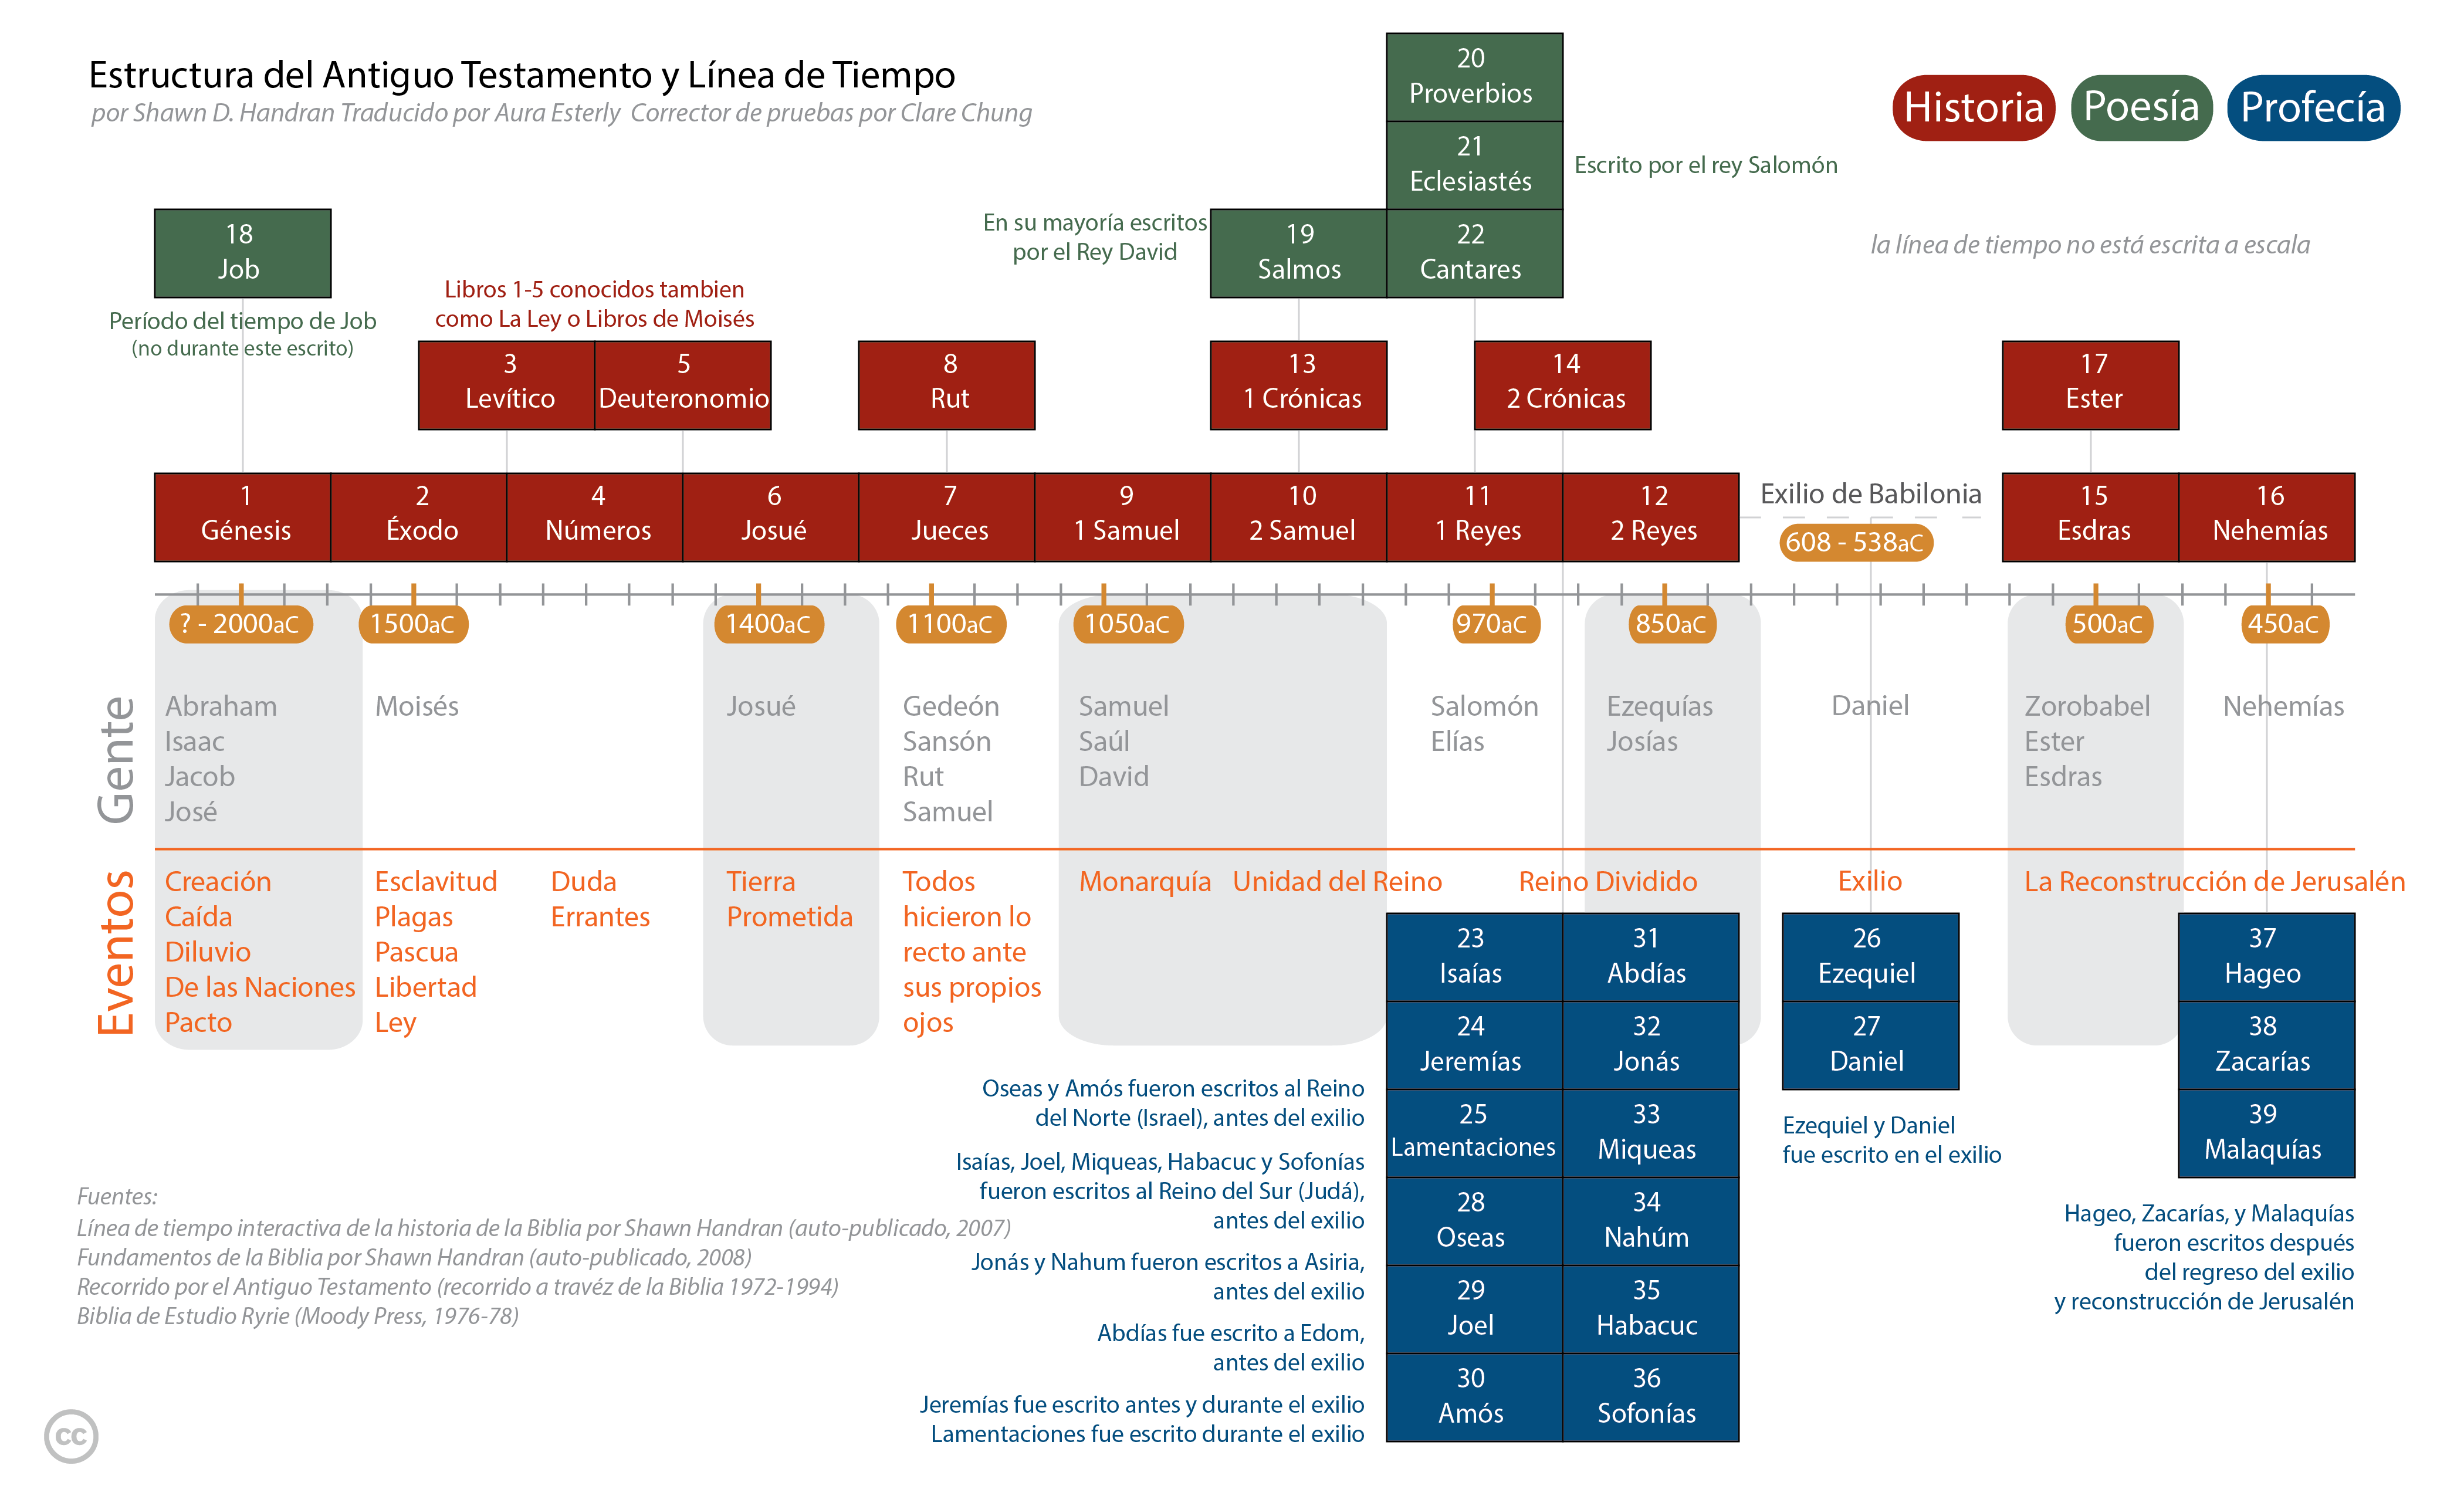 Estructura del Antiguo Testamento y Línea de Tiempo
por Shawn D. Handran Traducido por Aura Esterly  Corrector de pruebas por Clare Chung
Historia
Poesía
Profecía
la línea de tiempo no está escrita a escala
20
Proverbios
21
Eclesiastés
Escrito por el rey Salomón
18
Job
Período del tiempo de Job
(no durante este escrito)
En su mayoría escritos
por el Rey David
19
Salmos
22
Cantares
Libros 1-5 conocidos tambien
como La Ley o Libros de Moisés
3
Levítico
5
Deuteronomio
8
Rut
13
1 Crónicas
14
2 Crónicas
17
Ester
1
Génesis
2
Éxodo
4
Números
6
Josué
7
Jueces
9
1 Samuel
10
2 Samuel
11
1 Reyes
12
2 Reyes
Exilio de Babilonia
608 - 538aC
15
Esdras
16
Nehemías
? - 2000aC
1500aC
1400aC
1100aC
1050aC
970aC
850aC
500aC
450aC
Gente
Abraham
Isaac
Jacob
José
Moisés
Josué
Gedeón
Sansón
Rut
Samuel
Samuel
Saúl
David
Salomón
Elías
Ezequías
Josías
Daniel
Zorobabel
Ester
Esdras
Nehemías
Eventos
Creación
Caída
Diluvio
De las Naciones
Pacto
Esclavitud
Plagas
Pascua
Libertad
Ley
Duda
Errantes
Tierra
Prometida
Todos
hicieron lo
recto ante
sus propios
ojos
Monarquía
Unidad del Reino
Reino Dividido
Exilio
La Reconstrucción de Jerusalén
23
Isaías
24
Jeremías
25
Lamentaciones
28
Oseas
29
Joel
30
Amós
31
Abdías
32
Jonás
33
Miqueas
34
Nahúm
35
Habacuc
36
Sofonías
26
Ezequiel
27
Daniel
Ezequiel y Daniel
fue escrito en el exilio
37
Hageo
38
Zacarías
39
Malaquías
Hageo, Zacarías, y Malaquías
fueron escritos después
del regreso del exilio
y reconstrucción de Jerusalén
Oseas y Amós fueron escritos al Reino
del Norte (Israel), antes del exilio
Isaías, Joel, Miqueas, Habacuc y Sofonías
fueron escritos al Reino del Sur (Judá),
antes del exilio
Jonás y Nahum fueron escritos a Asiria,
antes del exilio
Abdías fue escrito a Edom,
antes del exilio
Jeremías fue escrito antes y durante el exilio
Lamentaciones fue escrito durante el exilio
Fuentes:
Línea de tiempo interactiva de la historia de la Biblia por Shawn Handran (auto-publicado, 2007)
Fundamentos de la Biblia por Shawn Handran (auto-publicado, 2008)
Recorrido por el Antiguo Testamento (recorrido a travéz de la Biblia 1972-1994)
Biblia de Estudio Ryrie (Moody Press, 1976-78)
cc